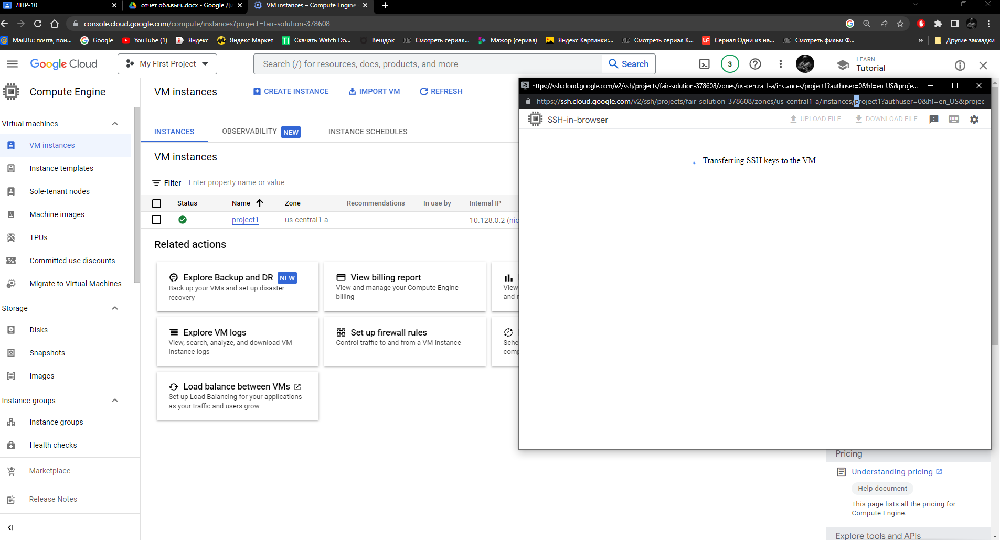 ЛПР-10
отчет обл.выч..docx - Google Ди
VM instances – Compute Engine
console.cloud.google.com/compute/instances?project=fair-solution-378608
Mail.Ru: почта, пои...
Google
YouTube (1)
Яндекс
Яндекс Маркет
Скачать Watch Do...
Вещдок
HD Смотреть сериал...
Мажор (сериал)
Яндекс Картинки:...
HD Смотреть сериал К...
LF Сериал Одни из на...
HD Смотреть фильм Ф...
»
Другие закладки
Google Cloud
My First Project
Search (/) for resources, docs, products, and more
Search
3
LEARN
Tutorial
Compute Engine
VM instances
CREATE INSTANCE
IMPORT VM
REFRESH
Virtual machines
VM instances
Instance templates
Sole-tenant nodes
Machine images
TPUs
Committed use discounts
Migrate to Virtual Machines
Storage
Disks
Snapshots
Images
Instance groups
Instance groups
Health checks
Marketplace
Release Notes
INSTANCES
OBSERVABILITY NEW
INSTANCE SCHEDULES
VM instances
Filter Enter property name or value
Status Name Zone Recommendations In use by Internal IP
project1 us-central1-a 10.128.0.2 (nic
Related actions
Explore Backup and DR NEW
Back up your VMs and set up disaster
recovery
View billing report
View and manage your Compute Engine
billing
View
and r
Explore VM logs
View, search, analyze, and download VM
instance logs
Set up firewall rules
Control traffic to and from a VM instance
Sche
comp
Load balance between VMs
Set up Load Balancing for your applications
as your traffic and users grow
https://ssh.cloud.google.com/v2/ssh/projects/fair-solution-378608/zones/us-central1-a/instances/project1?authuser=0&hl=en_US&proje...
https://ssh.cloud.google.com/v2/ssh/projects/fair-solution-378608/zones/us-central1-a/instances/project1?authuser=0&hl=en_US&projec
SSH-in-browser
UPLOAD FILE
DOWNLOAD FILE
Transferring SSH keys to the VM.
Pricing
Understanding pricing
Help document
This page lists all the pricing for
Compute Engine.
Explore tools and APIs